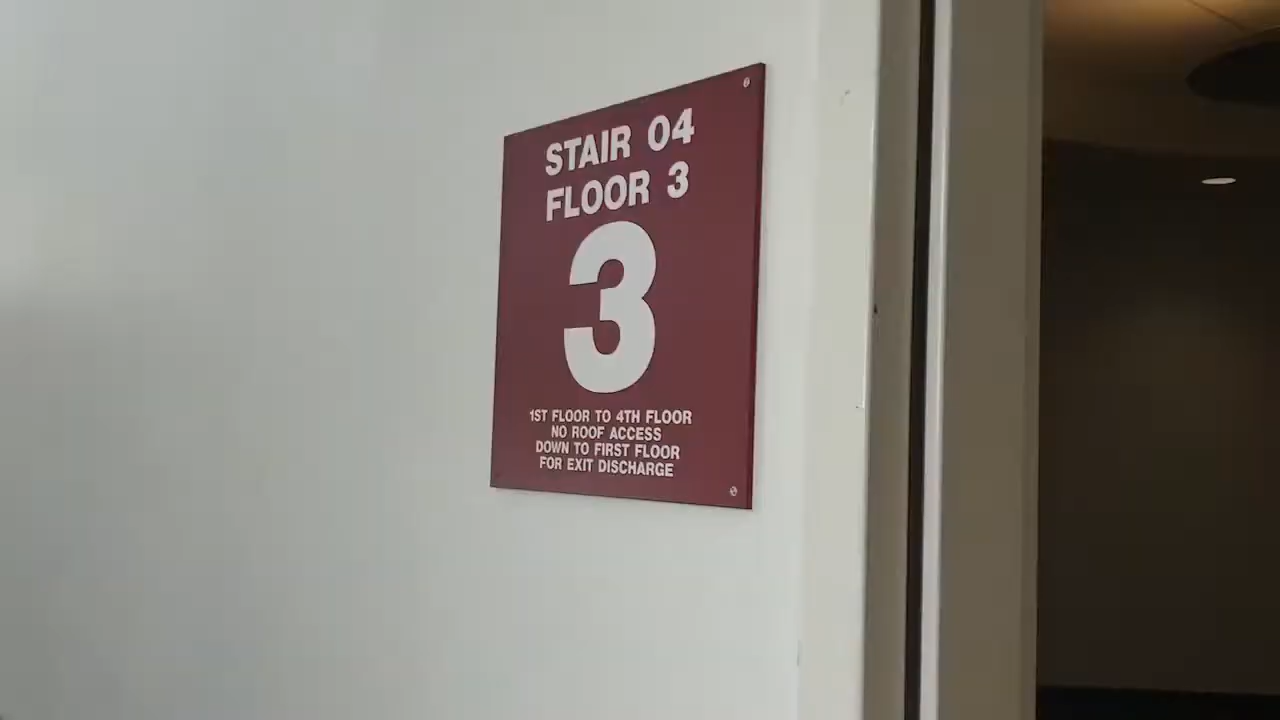 STAIR 04
FLOOR 3
3
1ST FLOOR TO 4TH FLOOR
NO ROOF ACCESS
DOWN TO FIRST FLOOR
FOR EXIT DISCHARGE